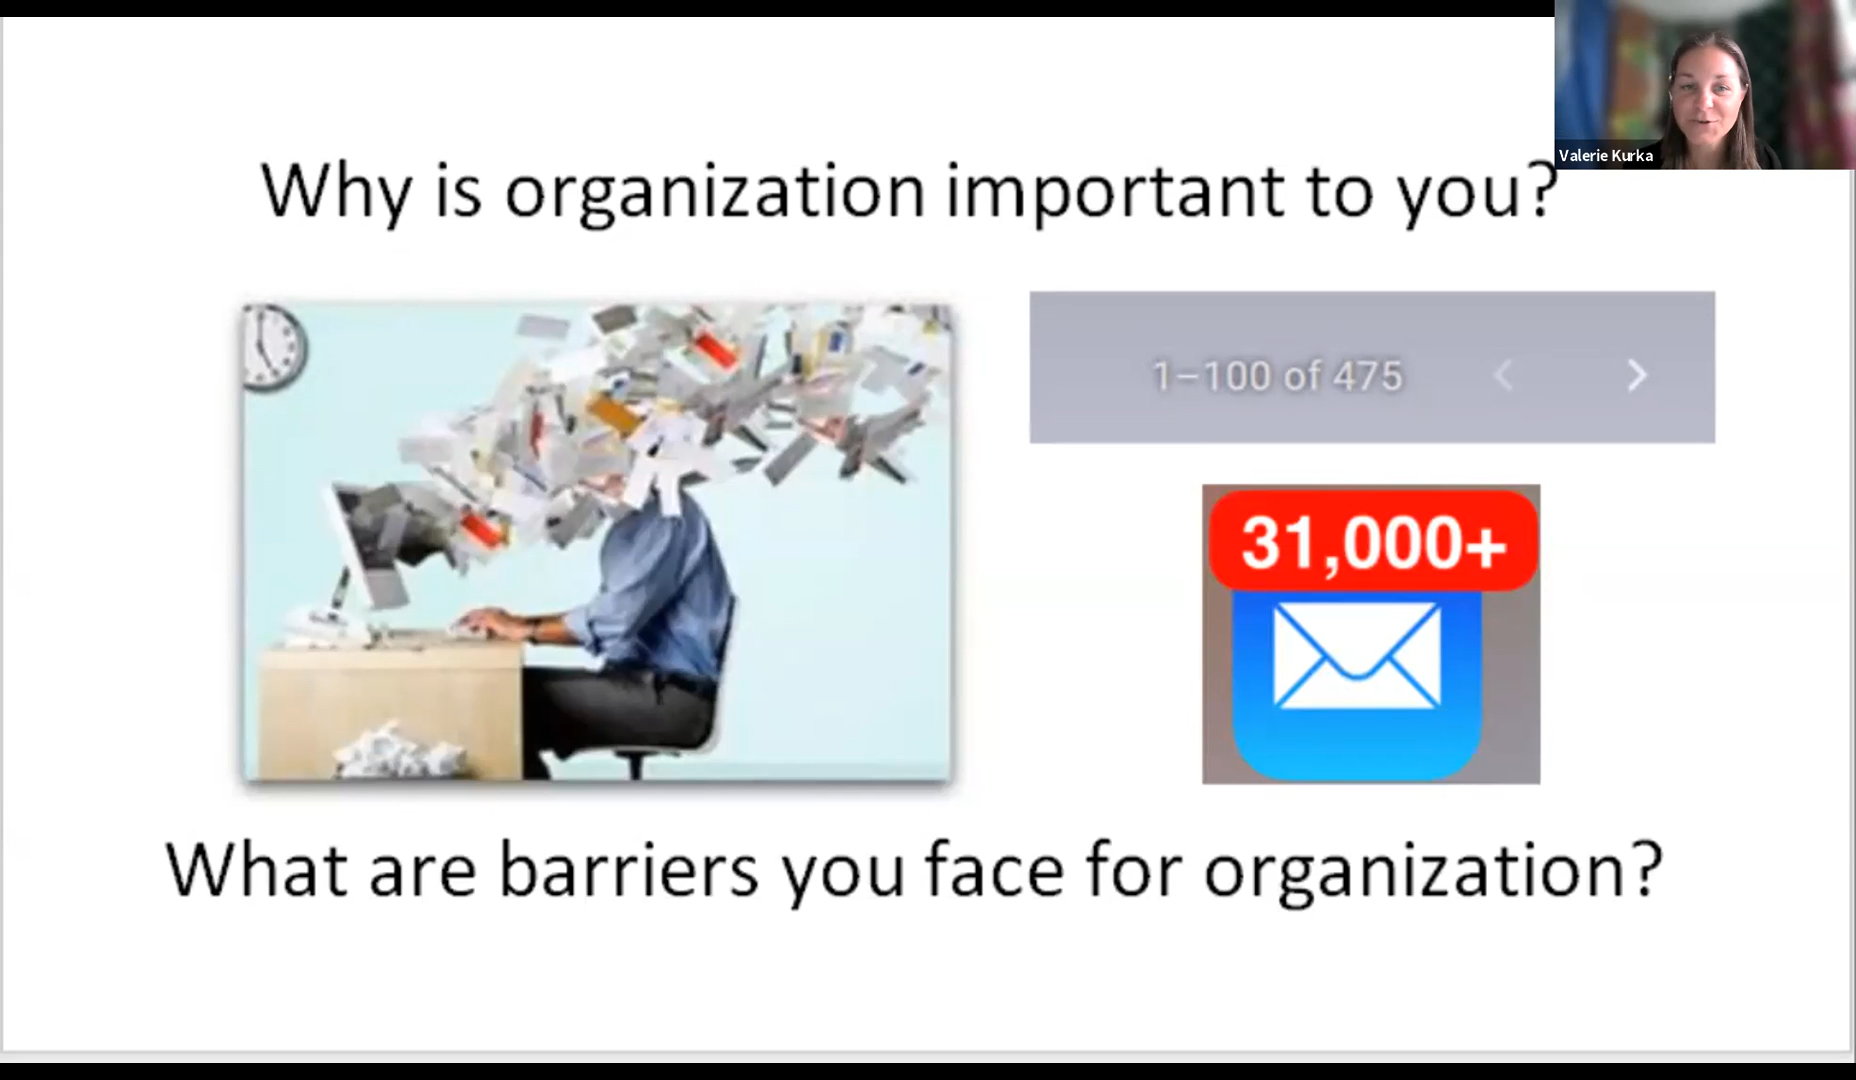 Valerie Kurka
Why is organization important to you?
1–100 of 475
31,000+
What are barriers you face for organization?